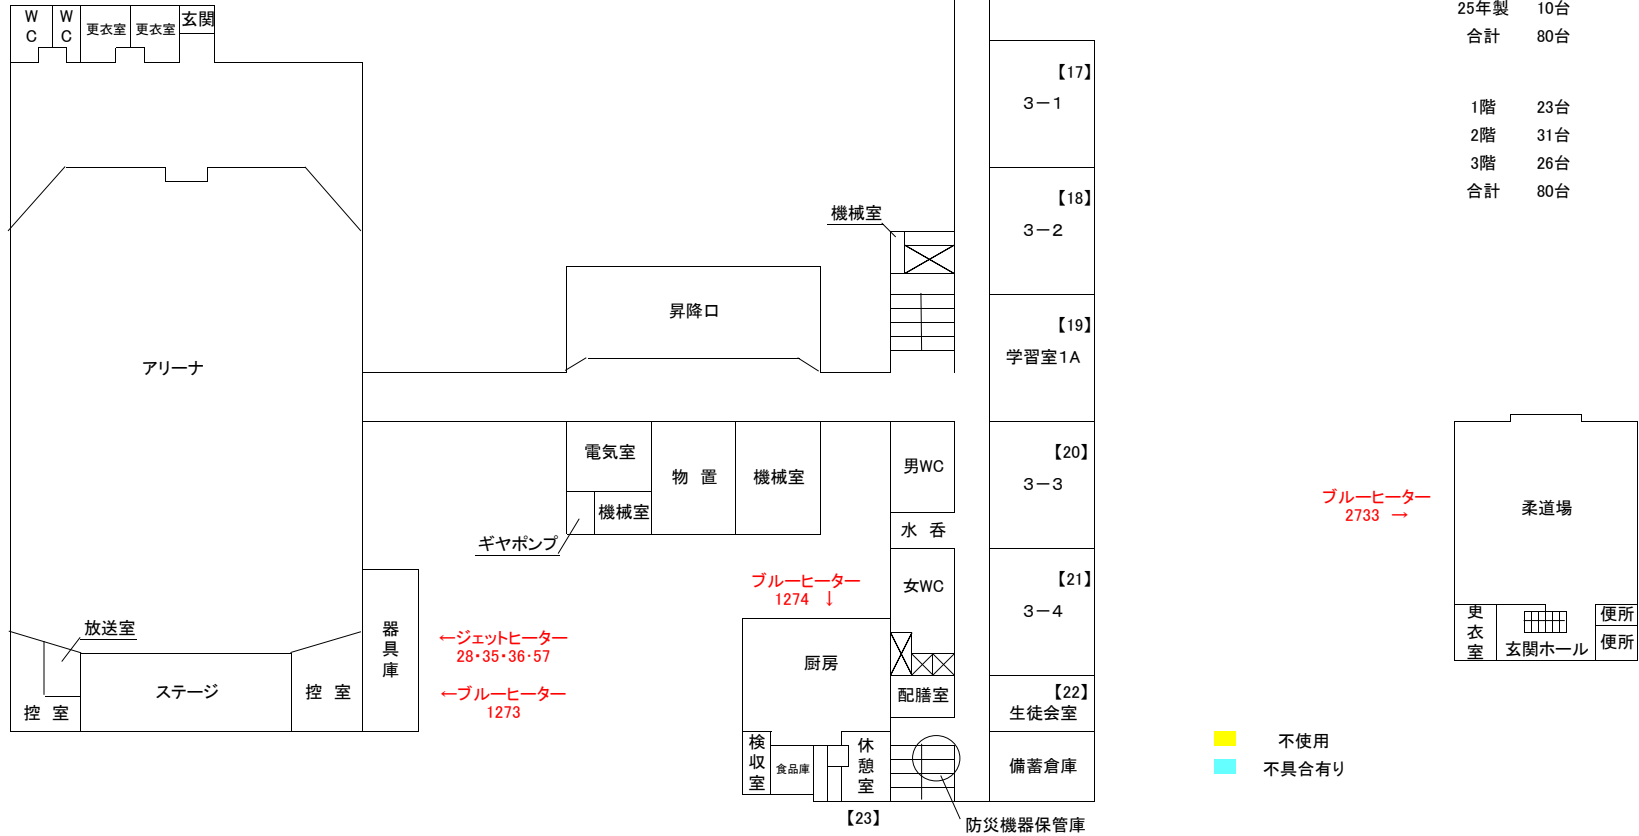 W
C
W
C
更衣室
更衣室
玄関
25年製 10台
合計 80台
1階 23台
2階 31台
3階 26台
合計 80台
【17】
3-1
【18】
3-2
機械室
昇降口
【19】
学習室1A
アリーナ
電気室
物 置
機械室
機械室
ギヤポンプ
男WC
水 呑
女WC
【20】
3-3
【21】
3-4
ブルーヒーター
2733 →
柔道場
更衣室
玄関ホール
便所
便所
ブルーヒーター
1274 ↓
放送室
器具庫
←ジェットヒーター
28・35・36・57
←ブルーヒーター
1273
控 室
ステージ
控 室
厨房
配膳室
【22】
生徒会室
検収室
食品庫
休憩室
備蓄倉庫
【23】
防災機器保管庫
不使用
不具合有り